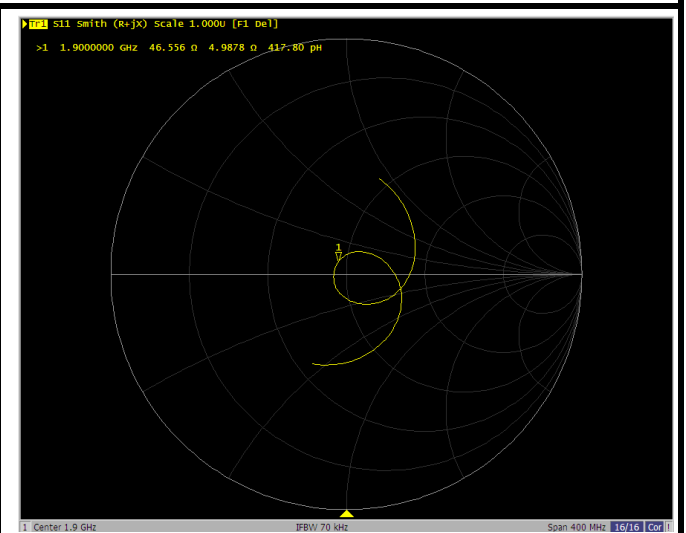 Tr1 S11 Smith (R+jX) Scale 1.000U [F1 Del]
>1 1.9000000 GHz 46.556 Ω 4.9878 Ω 417.80 pH
1
1 Center 1.9 GHz IFBW 70 kHz Span 400 MHz 16/16 Cor !